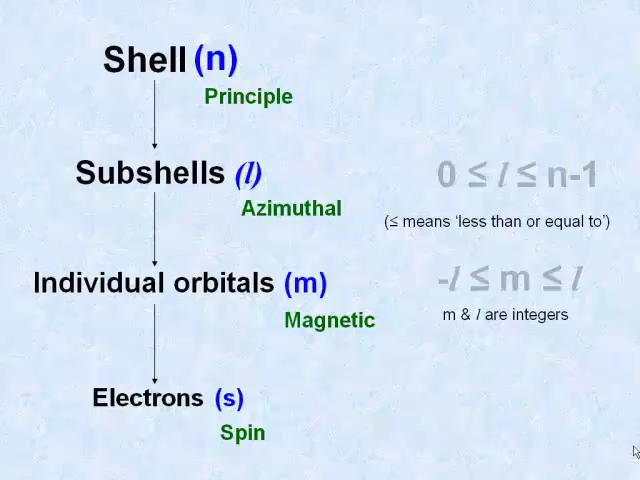 Shell (n)
Principle
Subshells (l)
0 ≤ l ≤ n-1
Azimuthal
(≤ means ‘less than or equal to’)
Individual orbitals (m)
-l ≤ m ≤ l
Magnetic
m & l are integers
Electrons (s)
Spin